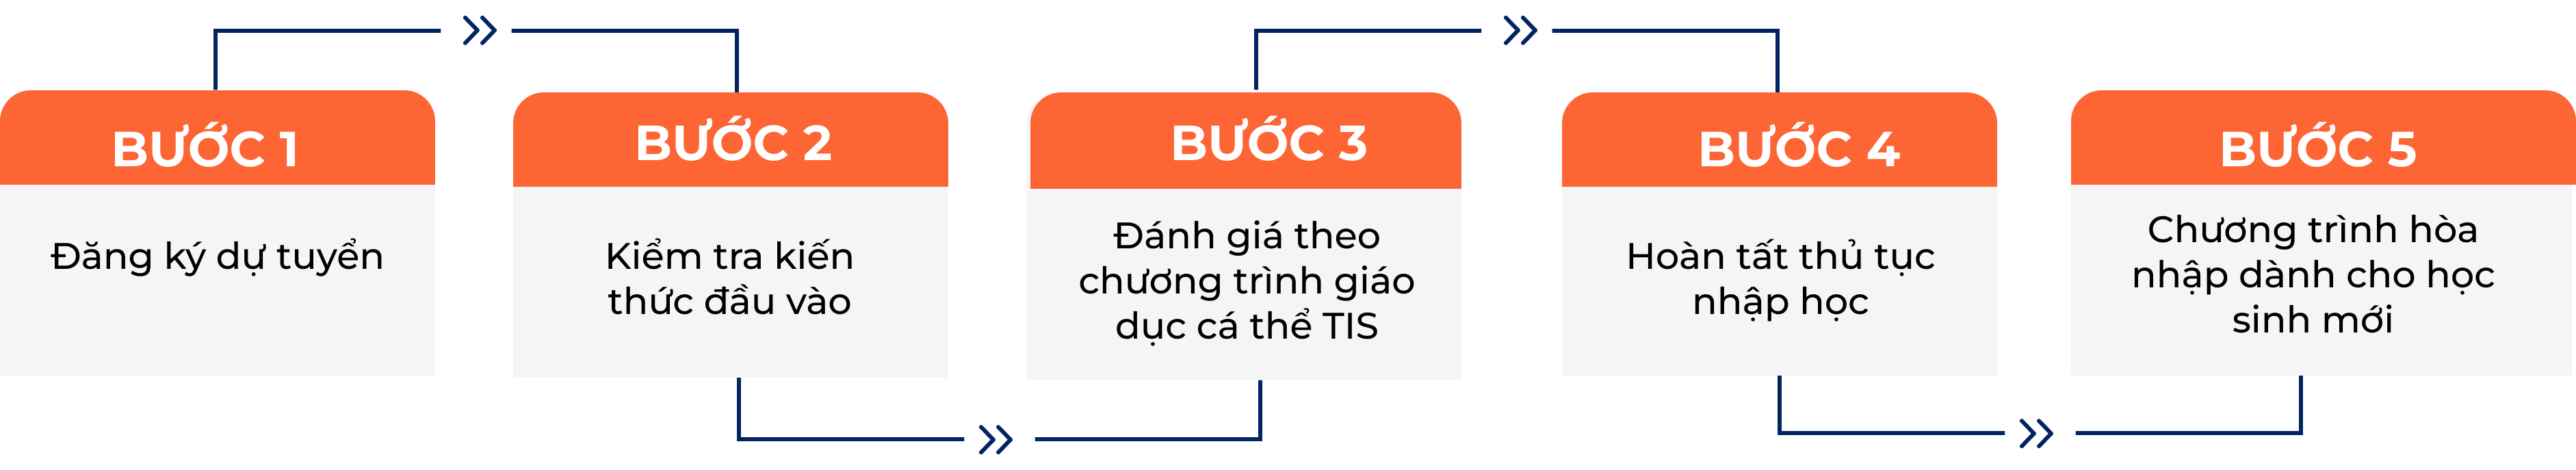 BƯỚC 1
Đăng ký dự tuyển
BƯỚC 2
Kiểm tra kiến
thức đầu vào
BƯỚC 3
Đánh giá theo
chương trình giáo
dục cá thể TIS
BƯỚC 4
Hoàn tất thủ tục
nhập học
BƯỚC 5
Chương trình hòa
nhập dành cho học
sinh mới